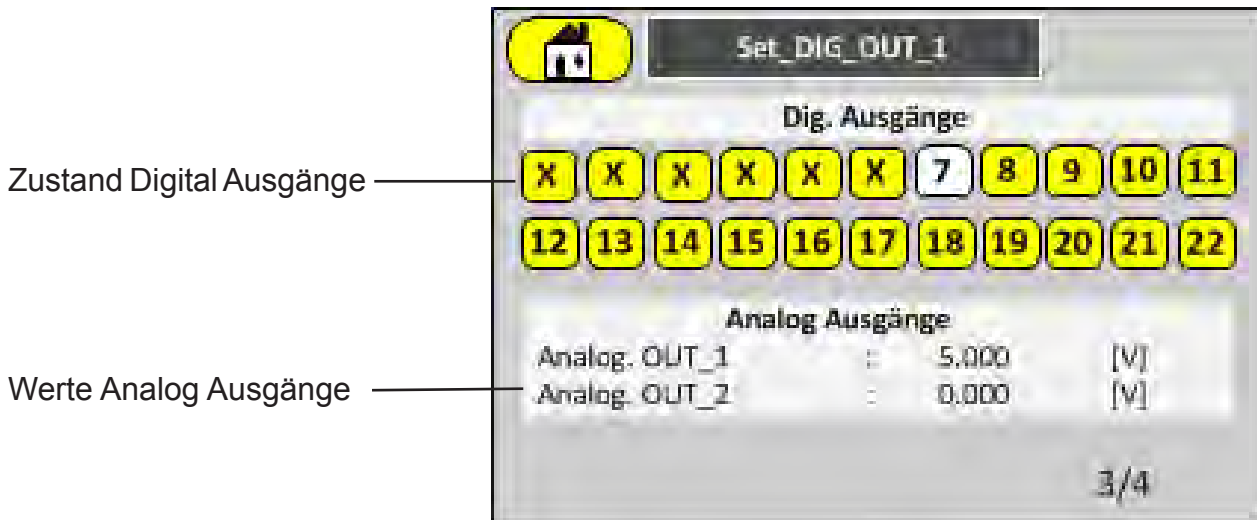 Set_DIG_OUT_1
Dig. Ausgänge
Zustand Digital Ausgänge
X X X X X X 7 8 9 10 11
12 13 14 15 16 17 18 19 20 21 22
Analog Ausgänge
Analog. OUT_1 : 5.000 [V]
Werte Analog Ausgänge
Analog. OUT_2 : 0.000 [V]
3/4